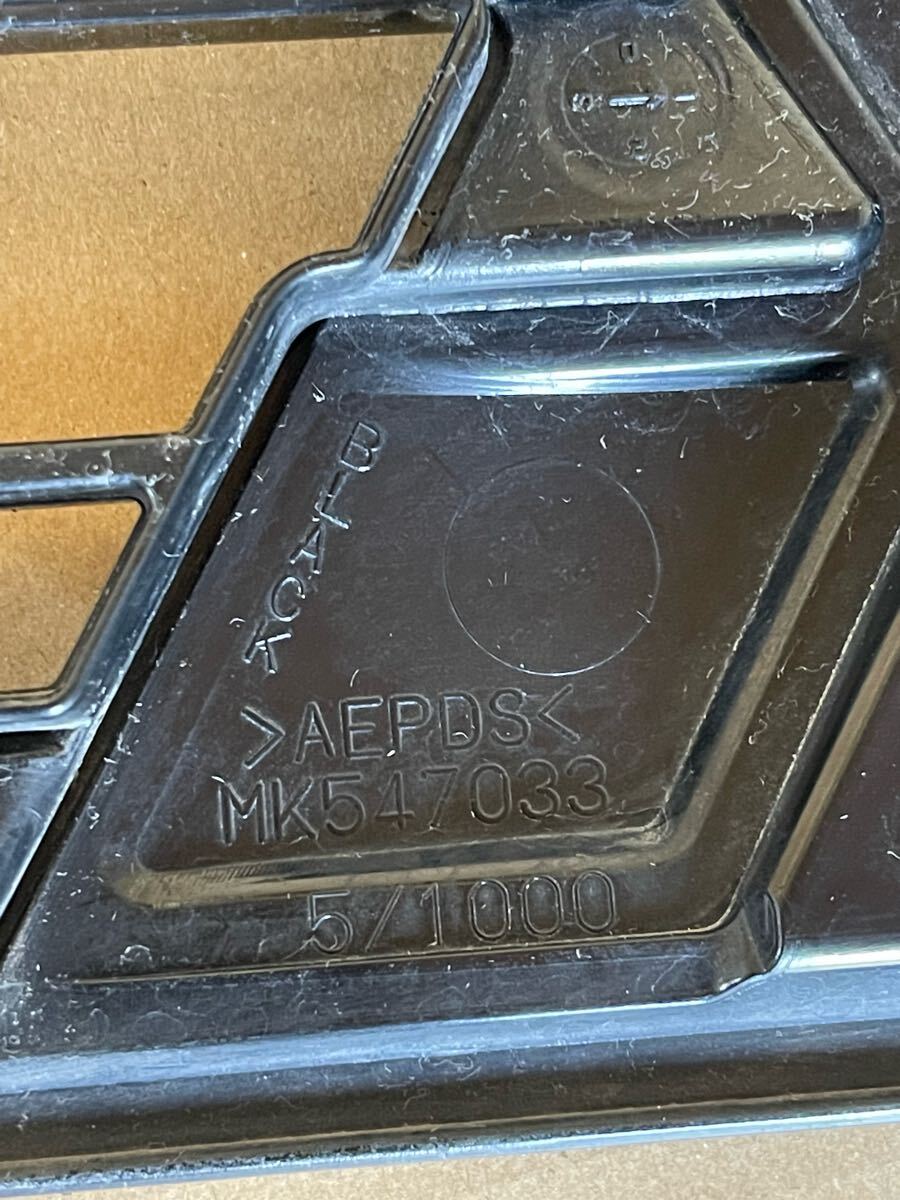 BLACK
>AEPDS<
MK547033
5/1000